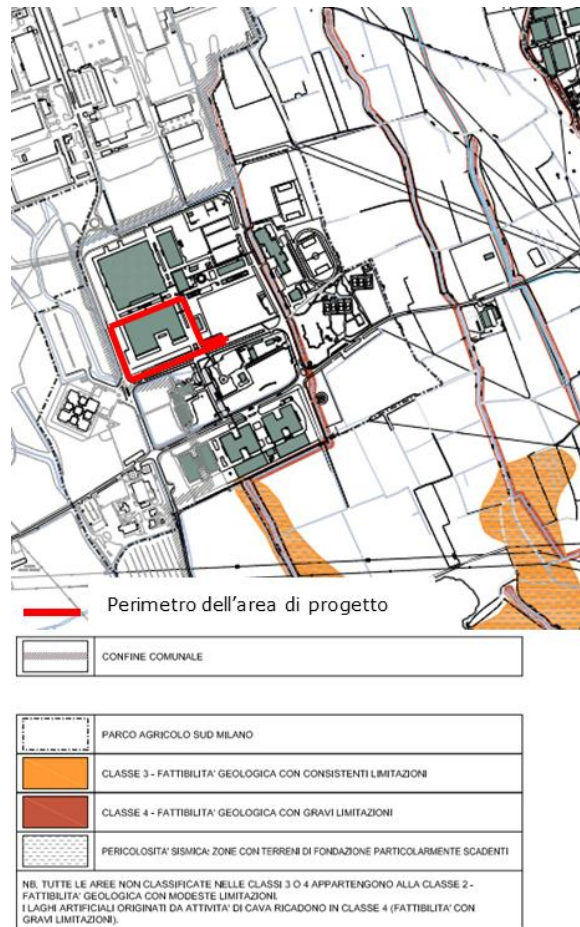 Perimetro dell'area di progetto
CONFINE COMUNALE
PARCO AGRICOLO SUD MILANO
CLASSE 3 - FATTIBILITA' GEOLOGICA CON CONSISTENTI LIMITAZIONI
CLASSE 4 - FATTIBILITA' GEOLOGICA CON GRAVI LIMITAZIONI
PERICOLOSITA' SISMICA: ZONE CON TERRENI DI FONDAZIONE PARTICOLARMENTE SCADENTI
NB, TUTTE LE AREE NON CLASSIFICATE NELLE CLASSI 3 O 4 APPARTENGONO ALLA CLASSE 2 -
FATTIBILITA' GEOLOGICA CON MODESTE LIMITAZIONI.
I LAGHI ARTIFICIALI ORIGINATI DA ATTIVITA' DI CAVA RICADONO IN CLASSE 4 (FATTIBILITA' CON
GRAVI LIMITAZIONI).